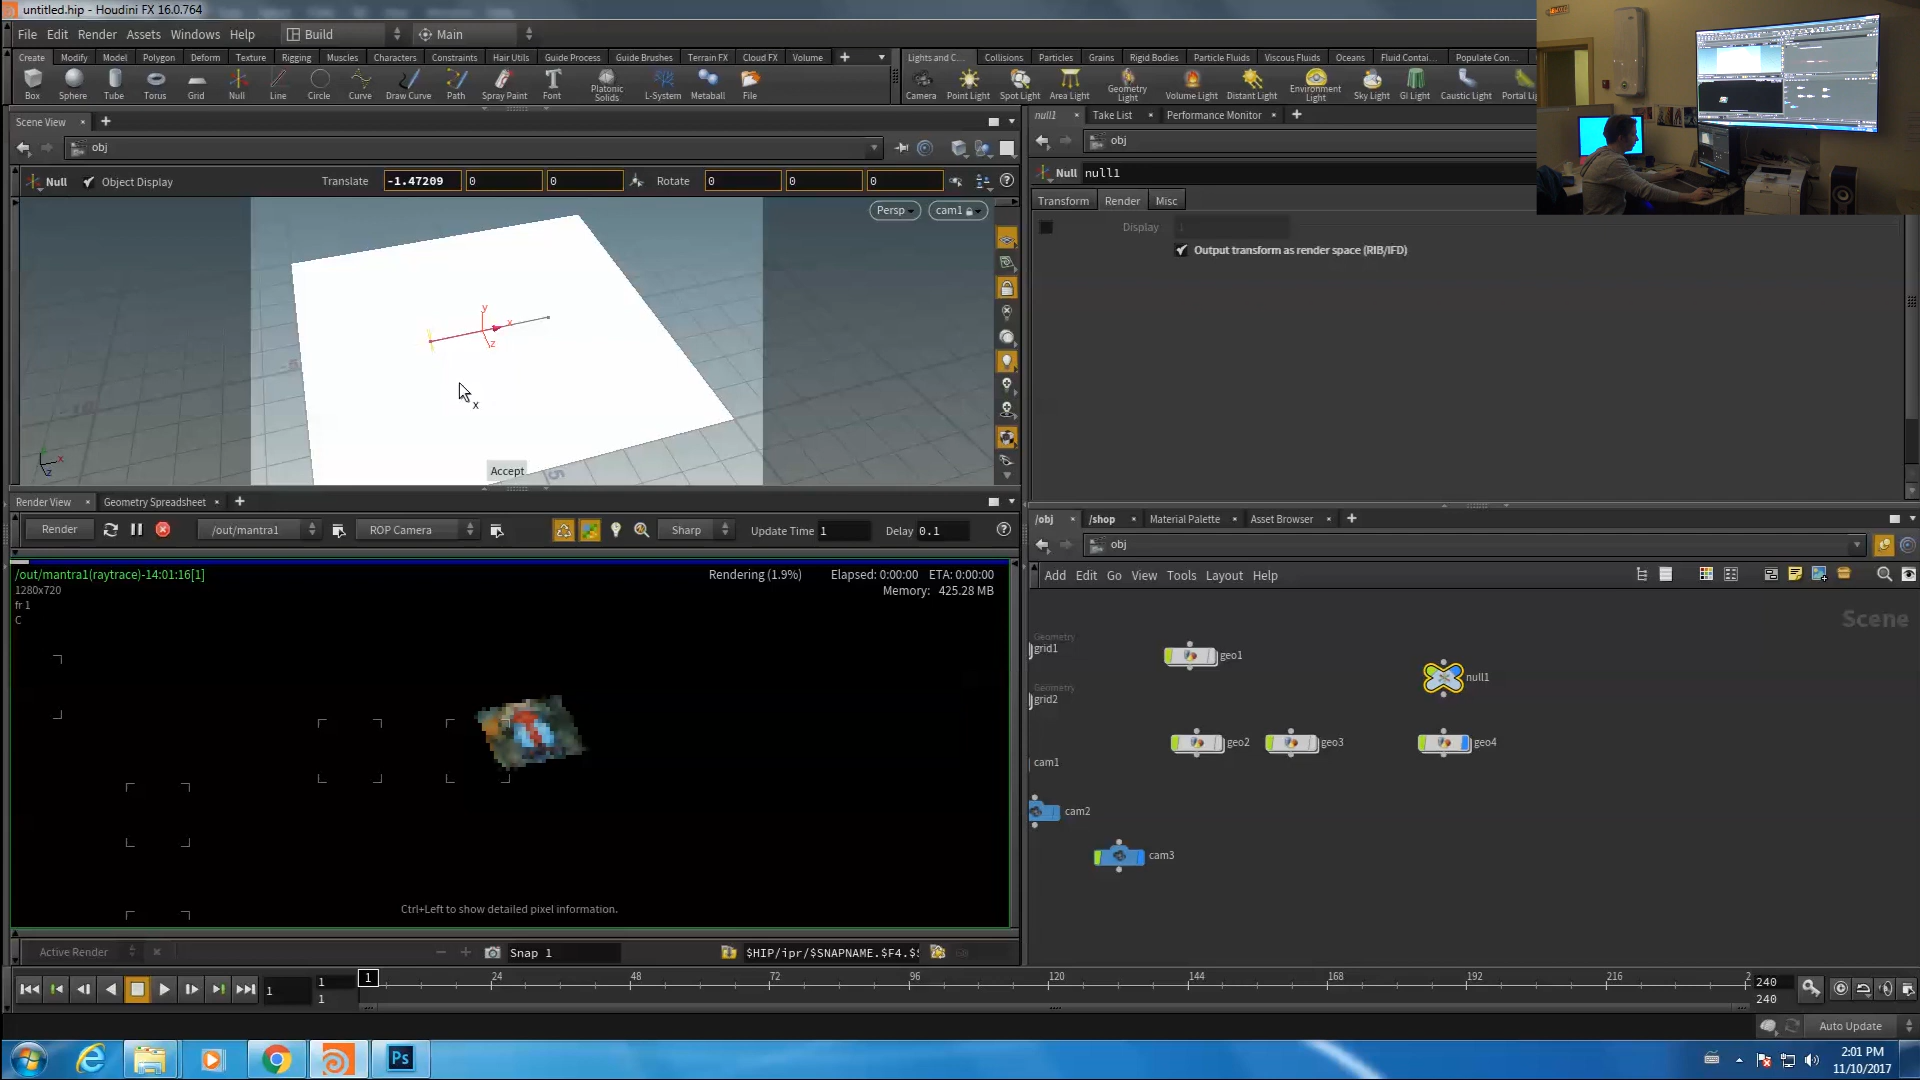 untitled.hip - Houdini FX 16.0.764
File Edit Render Assets Windows Help Build Main
Create Modify Model Polygon Deform Texture Rigging Muscles Characters Constraints Hair Utils Guide Process Guide Brushes Terrain FX Cloud FX Volume
Lights and C... Collisions Particles Grains Rigid Bodies Particle Fluids Viscous Fluids Oceans Fluid Contai... Populate Con...
Box Sphere Tube Torus Grid Null Line Circle Curve Draw Curve Path Spray Paint Font Platonic Solids L-System Metaball File
Camera Point Light Spot Light Area Light Geometry Light Volume Light Distant Light Environment Light Sky Light GI Light Caustic Light Portal Lig
Scene View
null1 Take List Performance Monitor
obj
obj
Null Object Display Translate -1.47209 0 0 Rotate 0 0 0
Null null1
Transform Render Misc
Persp cam1
Display
Output transform as render space (RIB/IFD)
y
x
z
x
Accept
Render View Geometry Spreadsheet
/obj /shop Material Palette Asset Browser
Render /out/mantra1 ROP Camera Sharp Update Time 1 Delay 0.1
obj
Add Edit Go View Tools Layout Help
/out/mantra1(raytrace)-14:01:16[1]
Rendering (1.9%) Elapsed: 0:00:00 ETA: 0:00:00
1280x720
Memory: 425.28 MB
fr 1
C
Scene
Geometry
grid1
geo1
null1
Geometry
grid2
geo2
geo3
geo4
cam1
cam2
cam3
Ctrl+Left to show detailed pixel information.
Active Render Snap 1 $HIP/ipr/$SNAPNAME.$F4.$
1 24 48 72 96 120 144 168 192 216 2
1 1 240
1 240
Auto Update
Ps
2:01 PM
11/10/2017